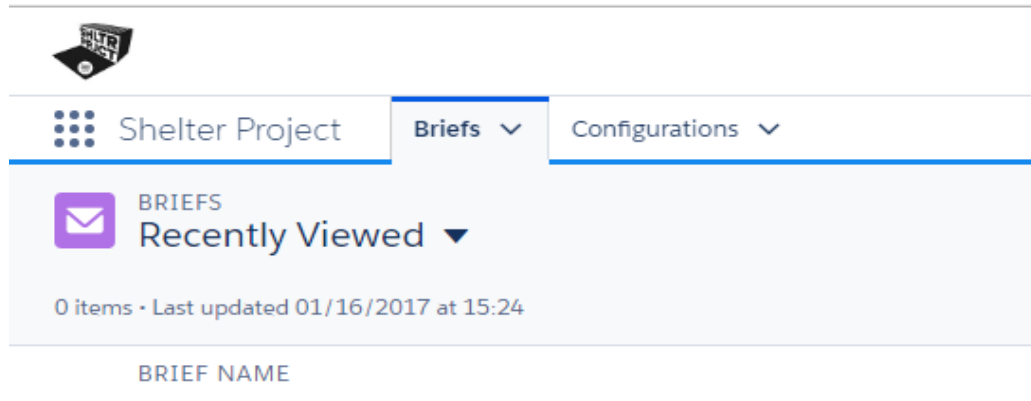 Shelter Project Briefs Configurations
BRIEFS
Recently Viewed
0 items • Last updated 01/16/2017 at 15:24
BRIEF NAME